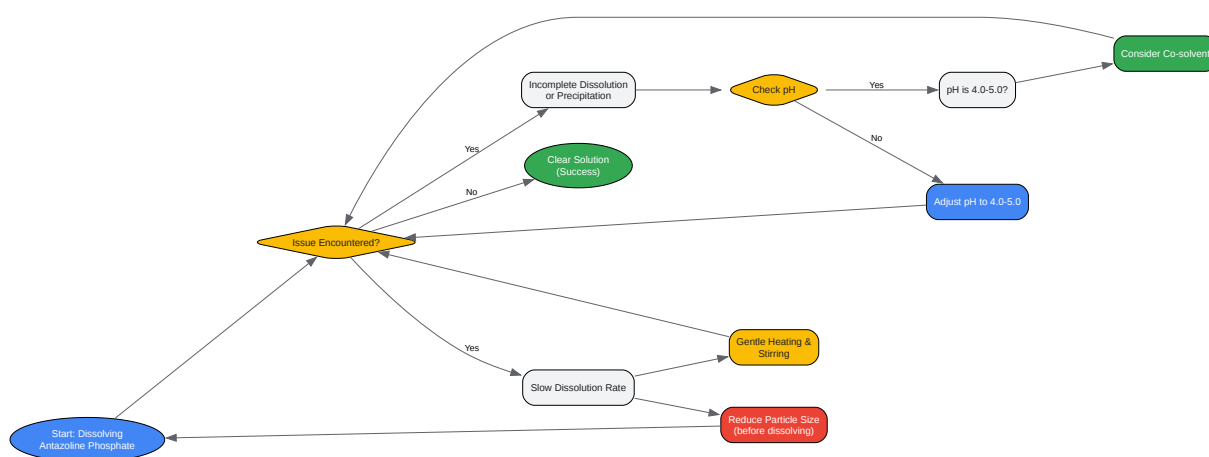 Consider Co-solvent
Incomplete Dissolution
or Precipitation
Check pH
Yes
pH is 4.0-5.0?
No
Yes
Clear Solution
(Success)
No
Adjust pH to 4.0-5.0
Issue Encountered?
Gentle Heating &
Stirring
Yes
Slow Dissolution Rate
Reduce Particle Size
(before dissolving)
Start: Dissolving
Antazoline Phosphate